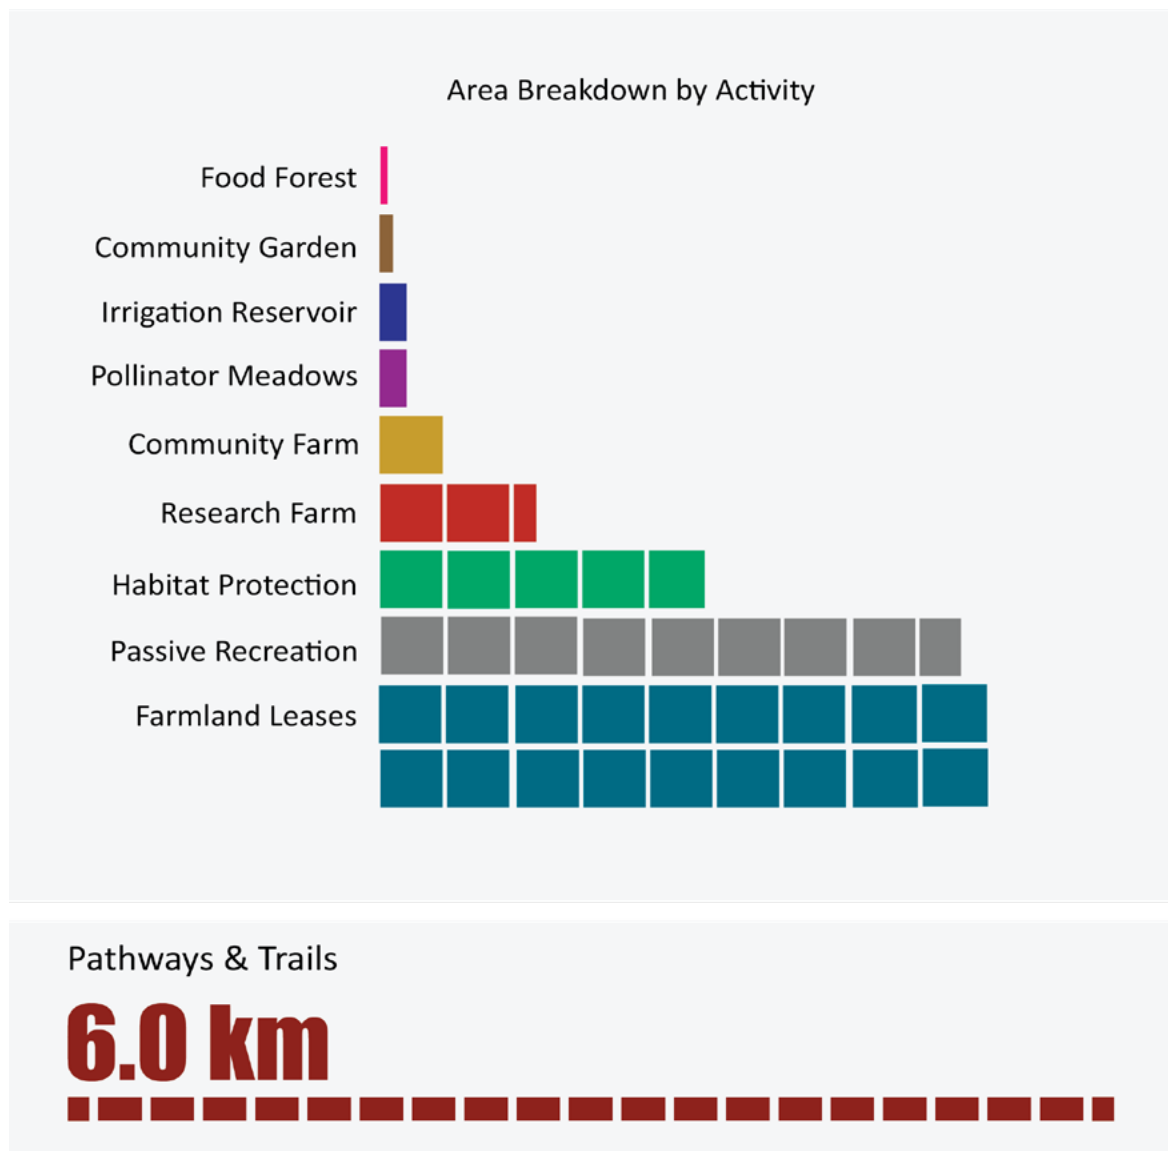 Area Breakdown by Activity
Food Forest
Community Garden
Irrigation Reservoir
Pollinator Meadows
Community Farm
Research Farm
Habitat Protection
Passive Recreation
Farmland Leases
Pathways & Trails
6.0 km